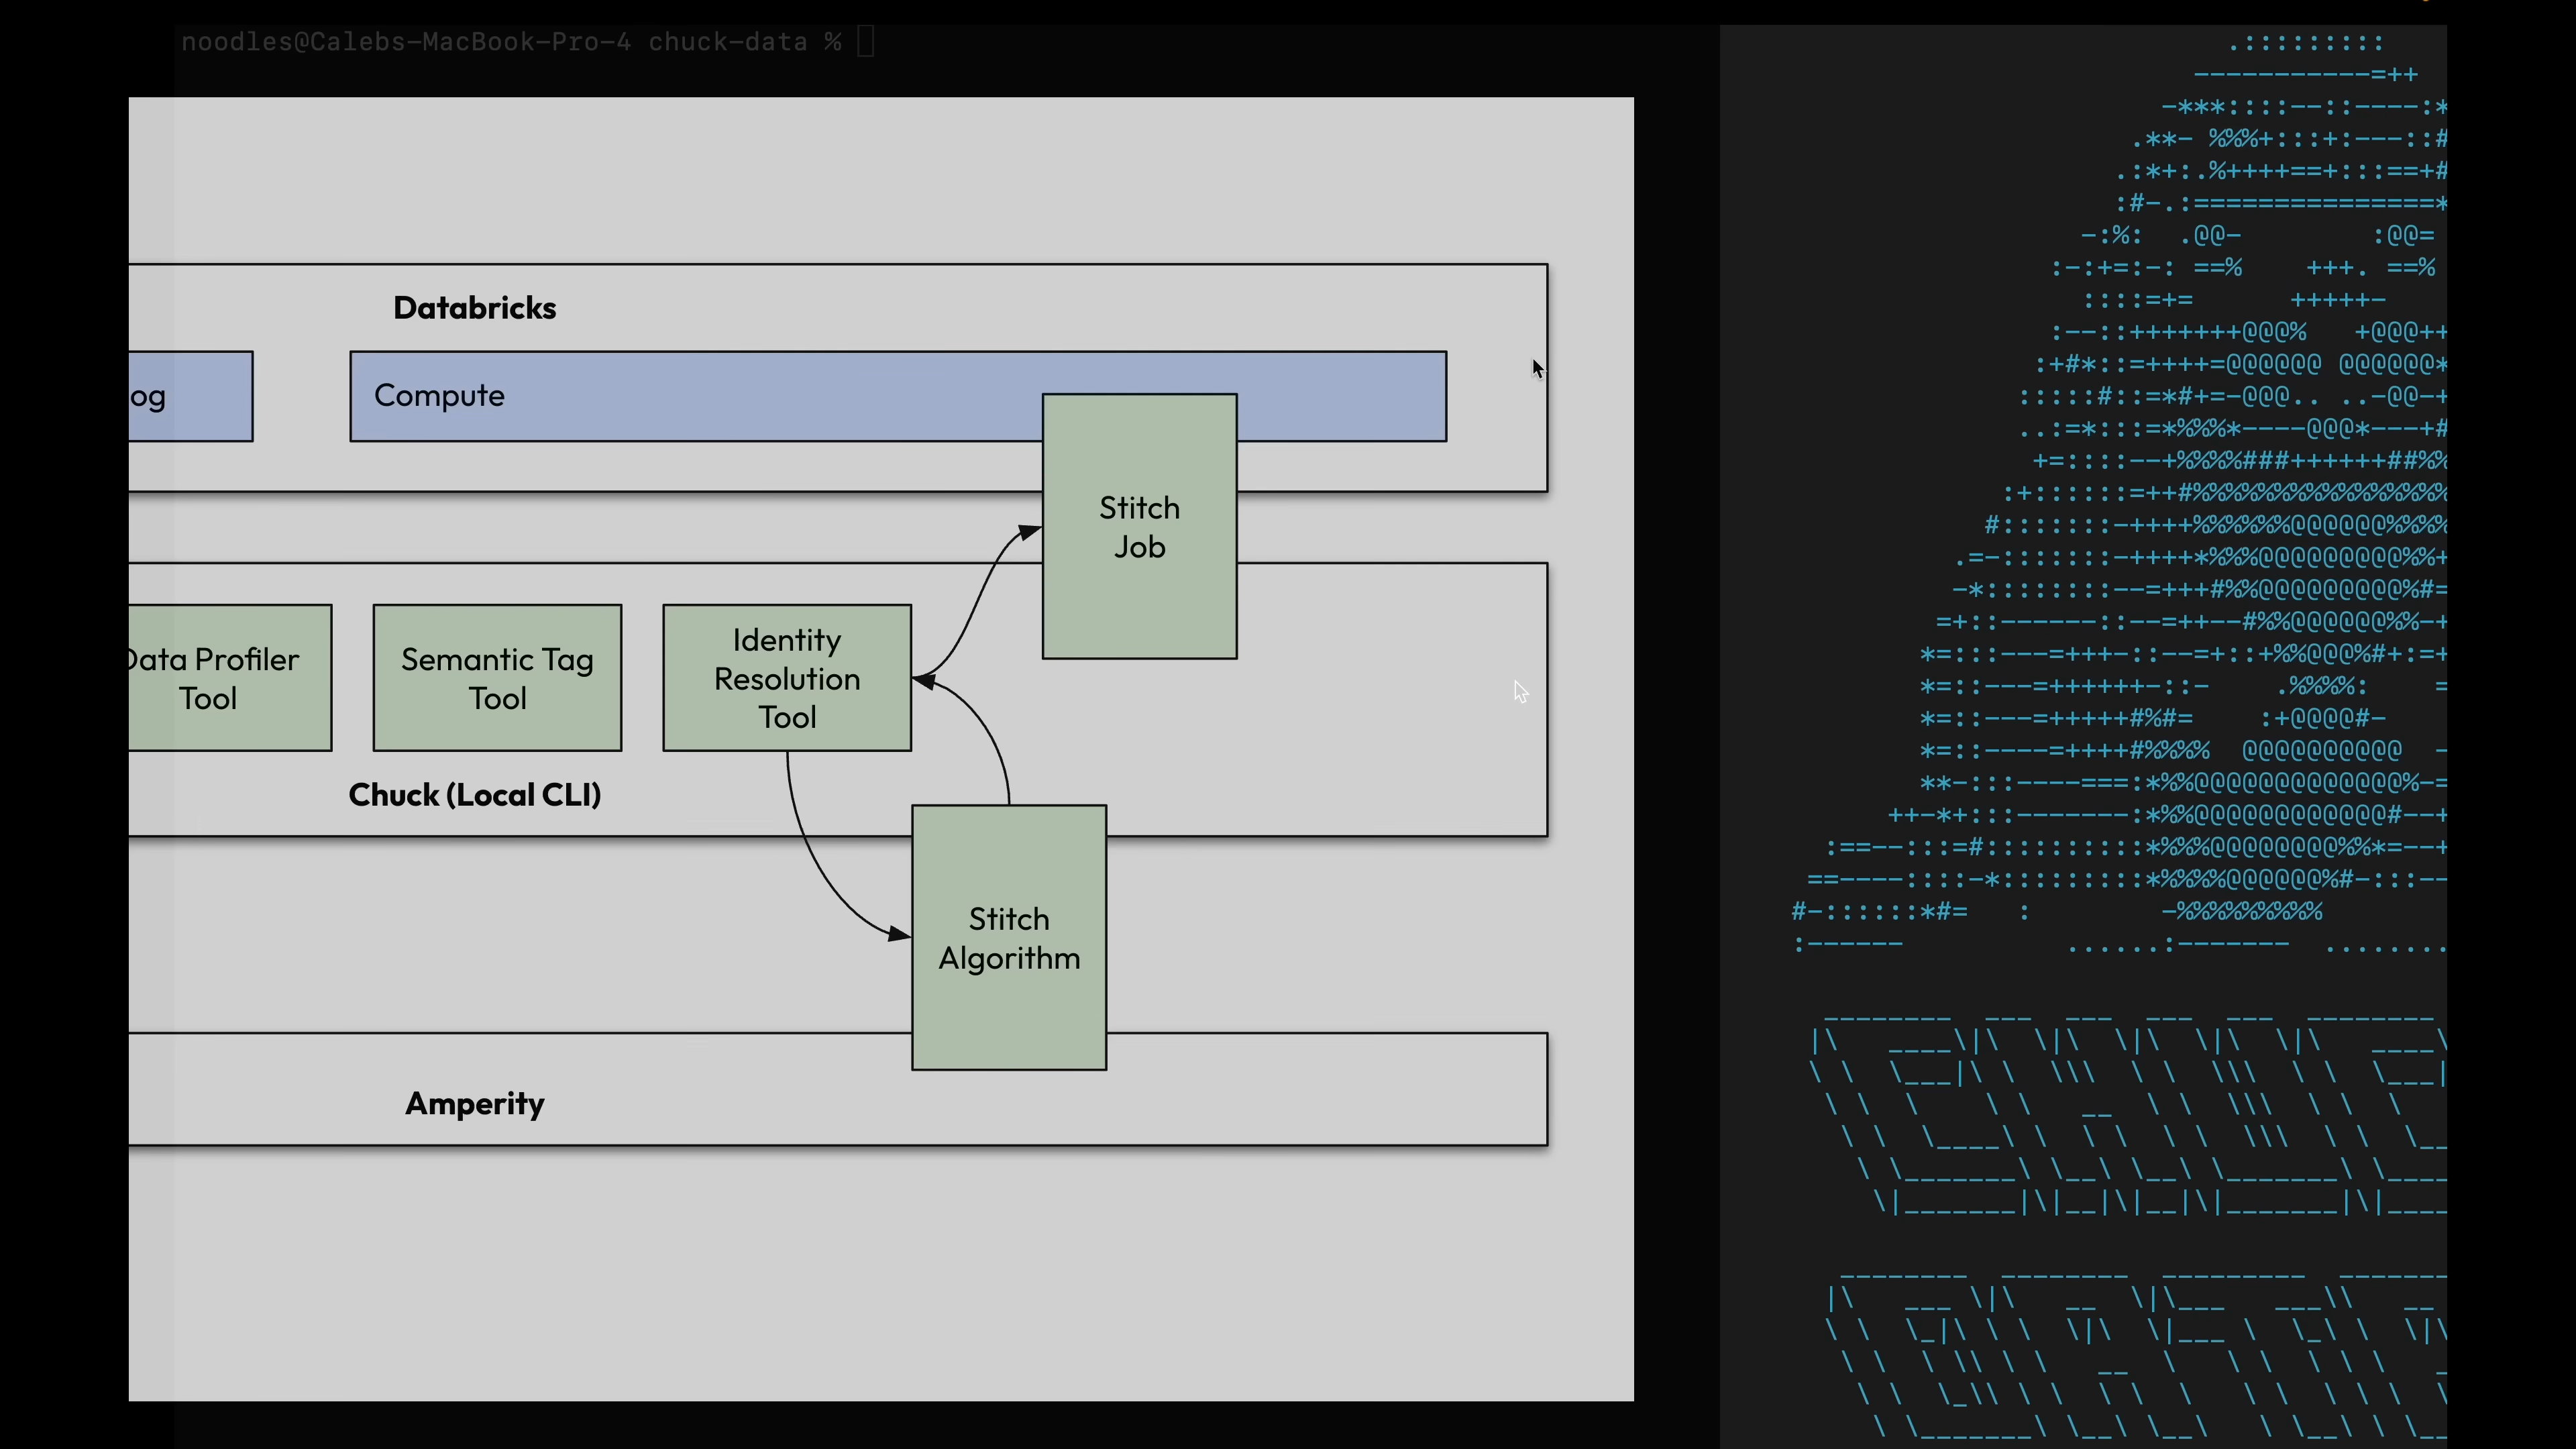 noodles@Calebs-MacBook-Pro-4 chuck-data %
Databricks
og
Compute
Stitch
Job
Data Profiler
Tool
Semantic Tag
Tool
Identity
Resolution
Tool
Chuck (Local CLI)
Stitch
Algorithm
Amperity